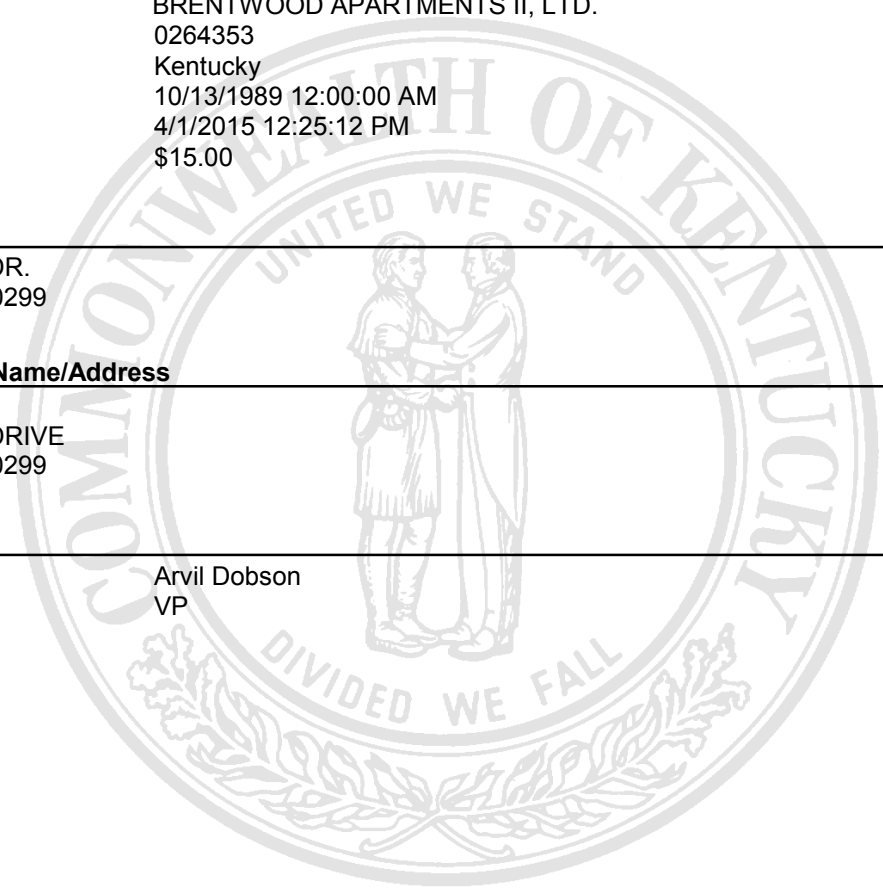 BRENTWOOD APARTMENTS II, LTD.
0264353
Kentucky
10/13/1989 12:00:00 AM
4/1/2015 12:25:12 PM
$15.00
DR.
0299
Name/Address
DRIVE
0299
Arvil Dobson
VP
COMMONWEALTH OF KENTUCKY
UNITED WE STAND
DIVIDED WE FALL